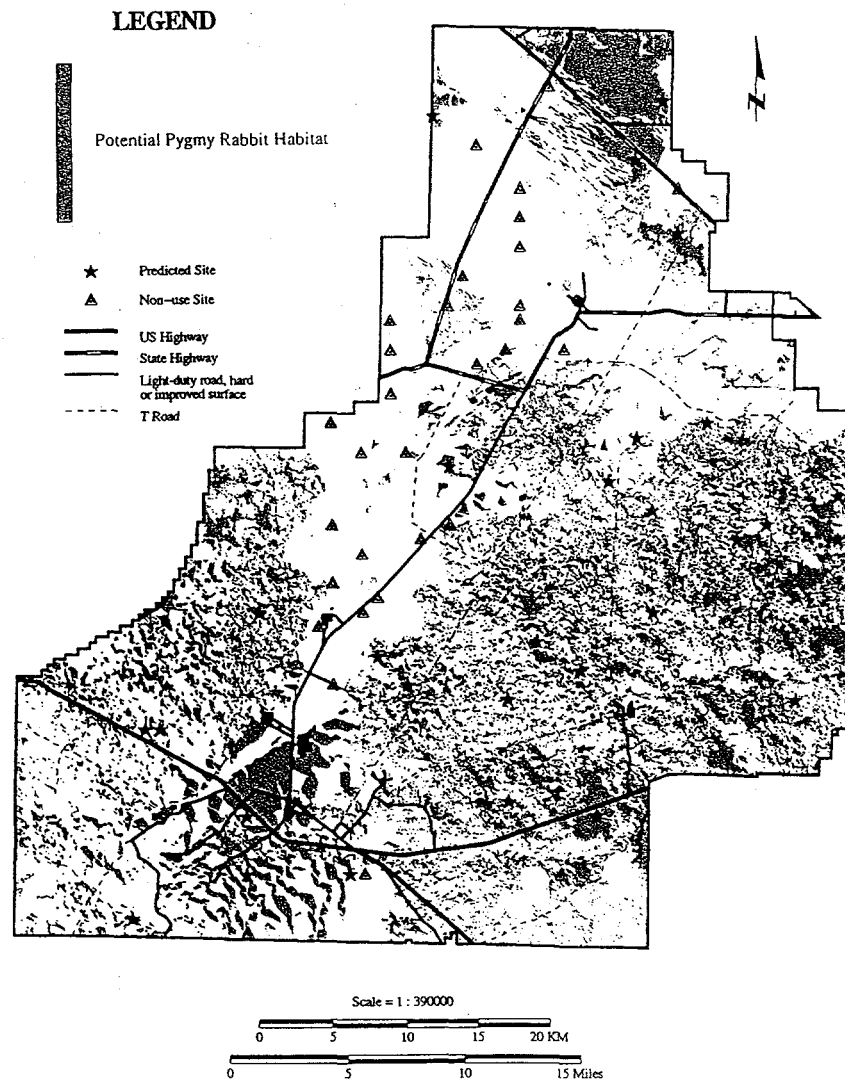 LEGEND
N
Potential Pygmy Rabbit Habitat
Predicted Site
Non-use Site
US Highway
State Highway
Light-duty road, hard
or improved surface
T Road
Scale = 1 : 390000
0 5 10 15 20 KM
0 5 10 15 Miles